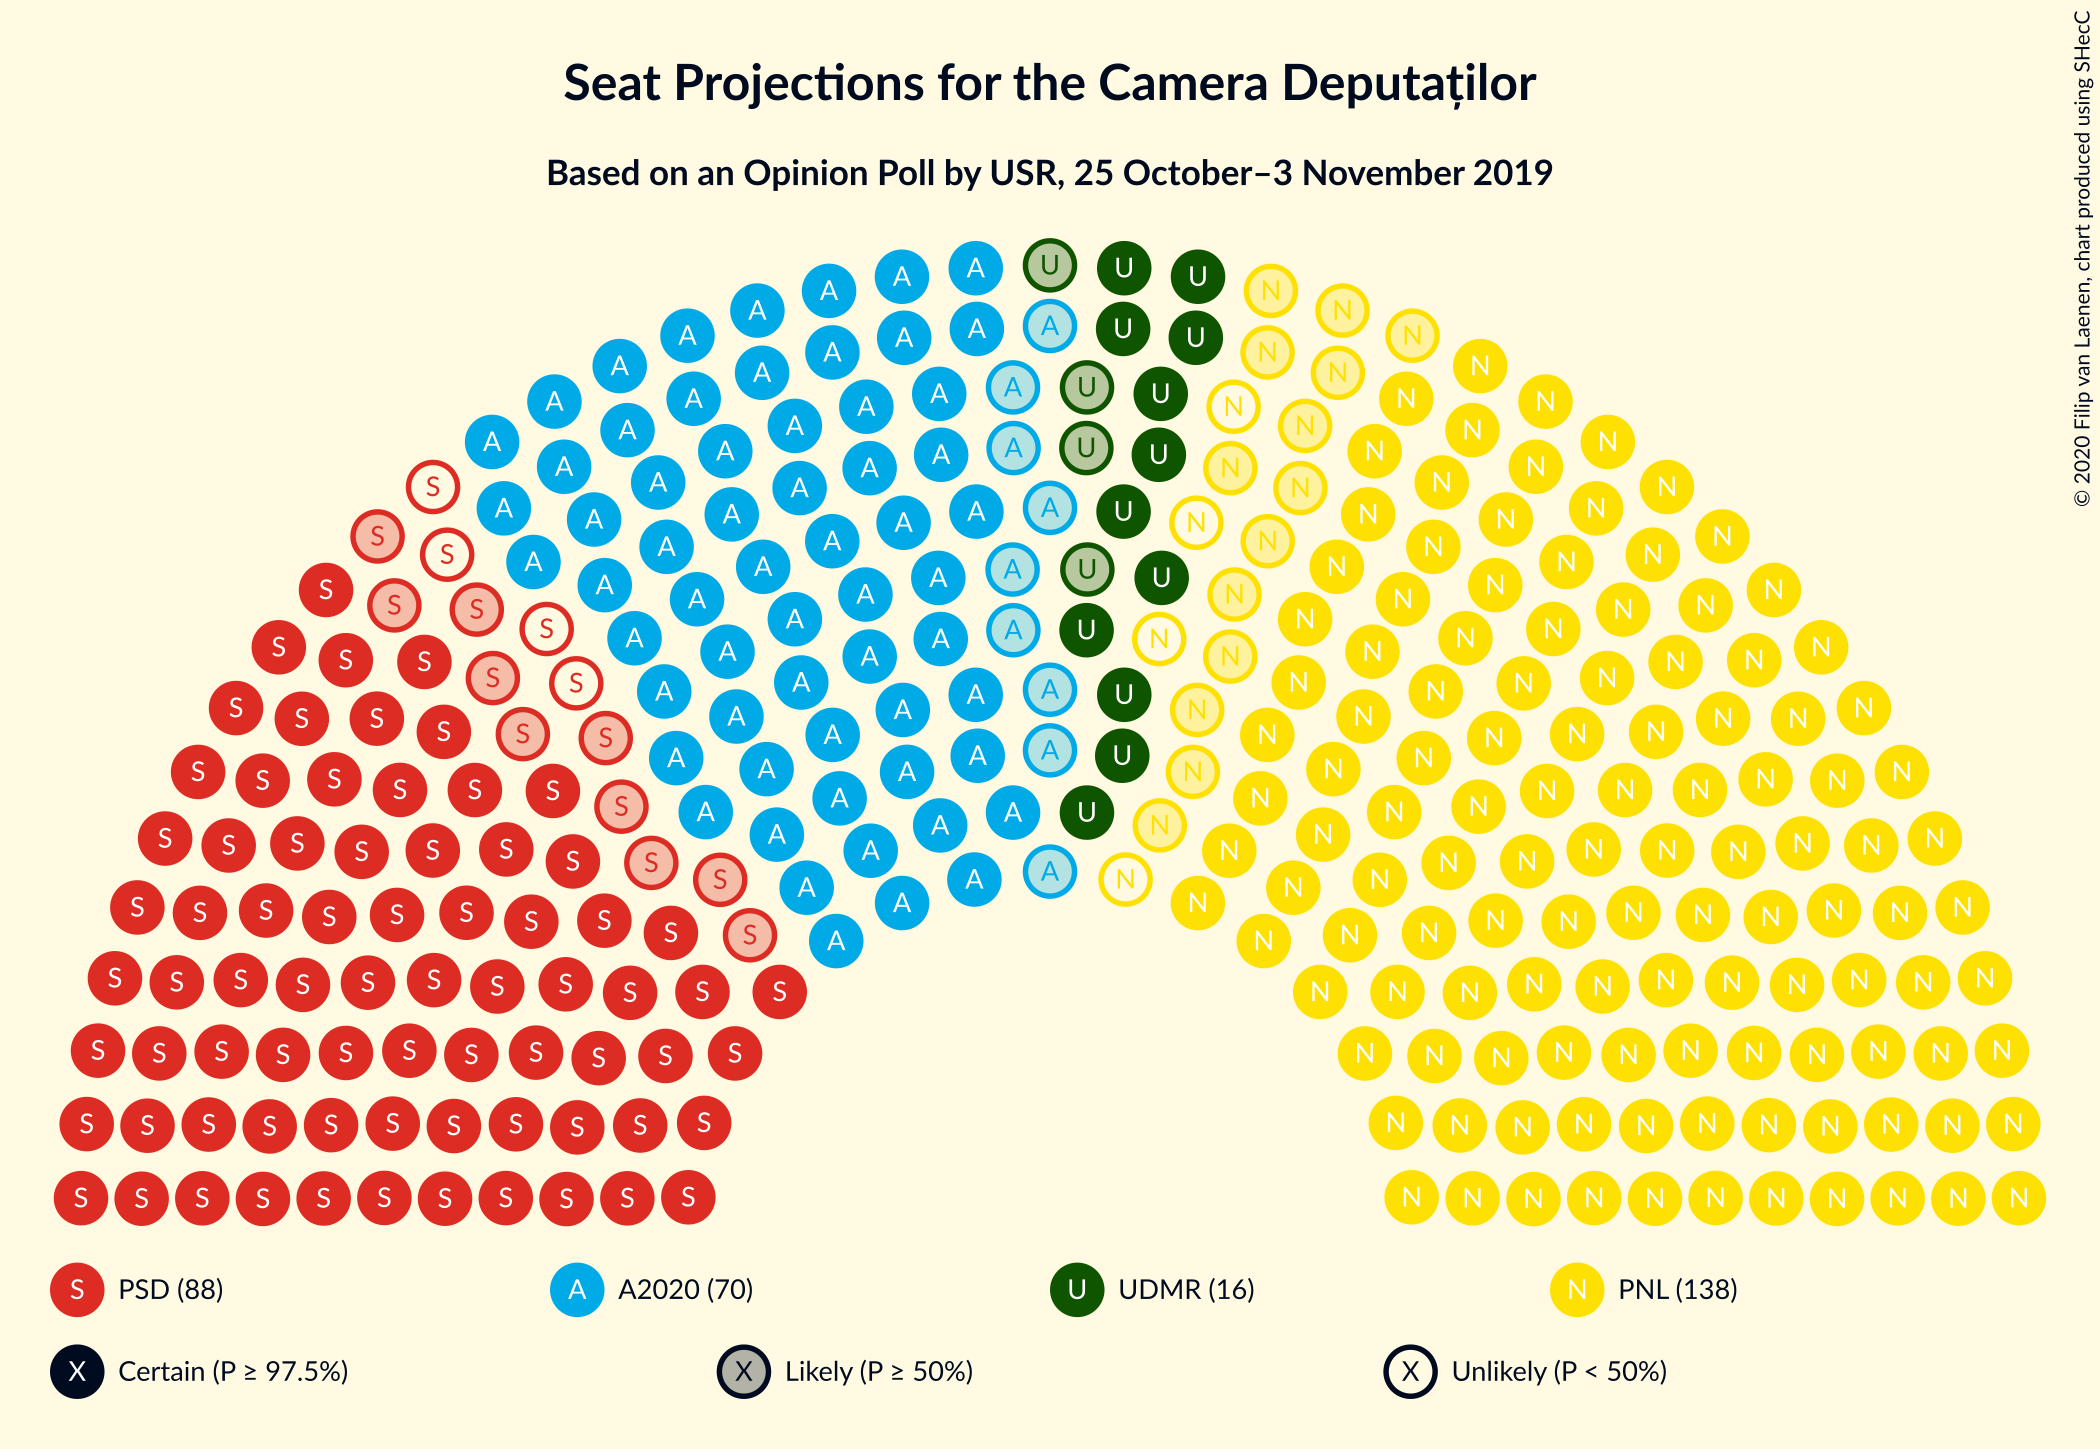 Seat Projections for the Camera Deputaților
Based on an Opinion Poll by USR, 25 October–3 November 2019
© 2020 Filip van Laenen, chart produced using SHecC
S PSD (88)
A A2020 (70)
U UDMR (16)
N PNL (138)
X Certain (P ≥ 97.5%)
X Likely (P ≥ 50%)
X Unlikely (P < 50%)